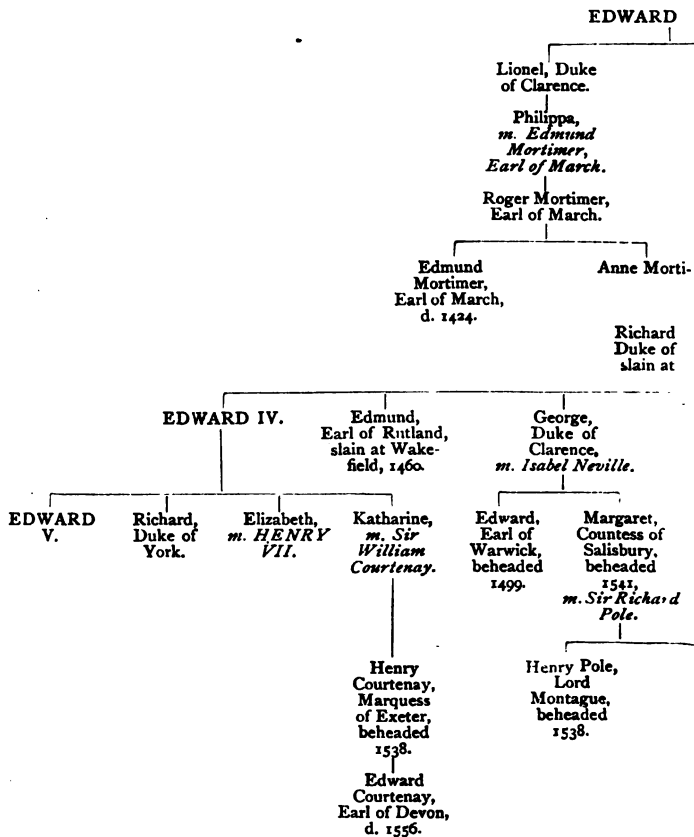 EDWARD
Lionel, Duke
of Clarence.
Philippa,
m. Edmund
Mortimer,
Earl of March.
Roger Mortimer,
Earl of March.
Edmund
Mortimer,
Earl of March,
d. 1424.
Anne Morti-
Richard
Duke of
slain at
EDWARD IV.
Edmund,
Earl of Rutland,
slain at Wake-
field, 1460.
George,
Duke of
Clarence,
m. Isabel Neville.
EDWARD
V.
Richard,
Duke of
York.
Elizabeth,
m. HENRY
VII.
Katharine,
m. Sir
William
Courtenay.
Edward,
Earl of
Warwick,
beheaded
1499.
Margaret,
Countess of
Salisbury,
beheaded
1541,
m. Sir Richard
Pole.
Henry
Courtenay,
Marquess
of Exeter,
beheaded
1538.
Henry Pole,
Lord
Montague,
beheaded
1538.
Edward
Courtenay,
Earl of Devon,
d. 1556.